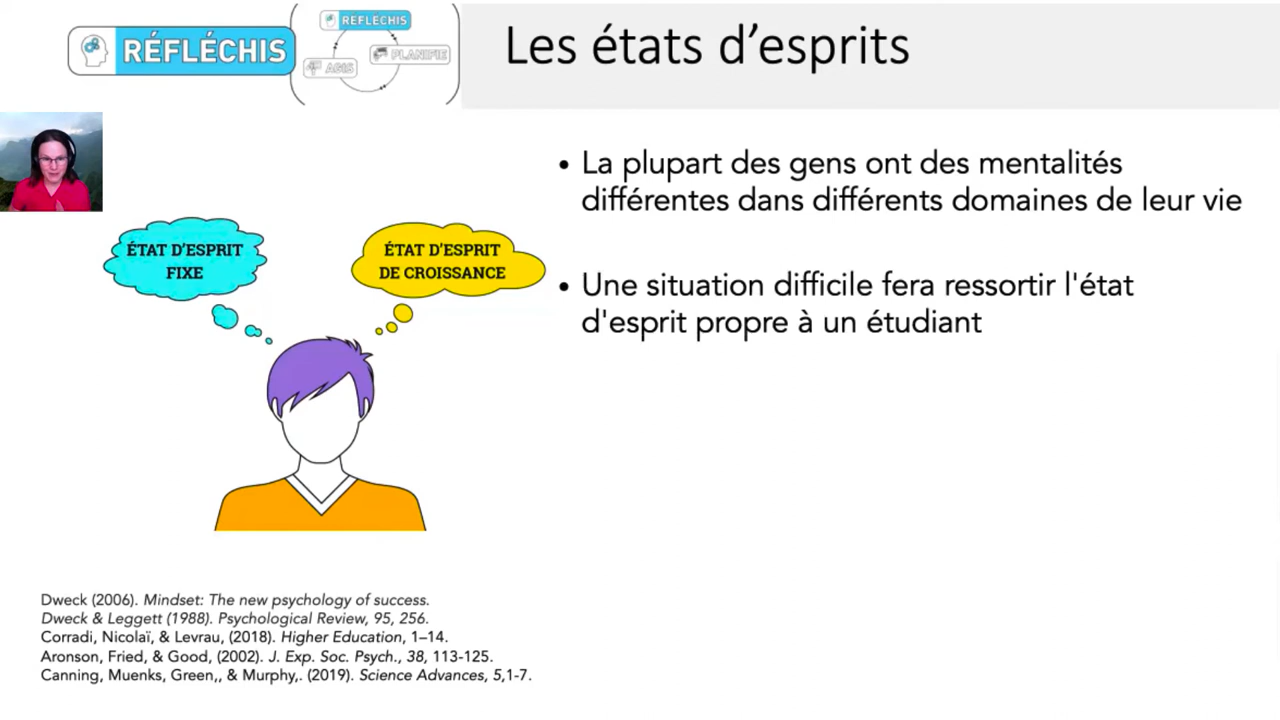 RÉFLÉCHIS
RÉFLÉCHIS
PLANIFIE
AGIS
Les états d’esprits
• La plupart des gens ont des mentalités
différentes dans différents domaines de leur vie
• Une situation difficile fera ressortir l'état
d'esprit propre à un étudiant
ÉTAT D’ESPRIT
FIXE
ÉTAT D’ESPRIT
DE CROISSANCE
Dweck (2006). Mindset: The new psychology of success.
Dweck & Leggett (1988). Psychological Review, 95, 256.
Corradi, Nicolaï, & Levrau, (2018). Higher Education, 1–14.
Aronson, Fried, & Good, (2002). J. Exp. Soc. Psych., 38, 113-125.
Canning, Muenks, Green,, & Murphy,. (2019). Science Advances, 5,1-7.